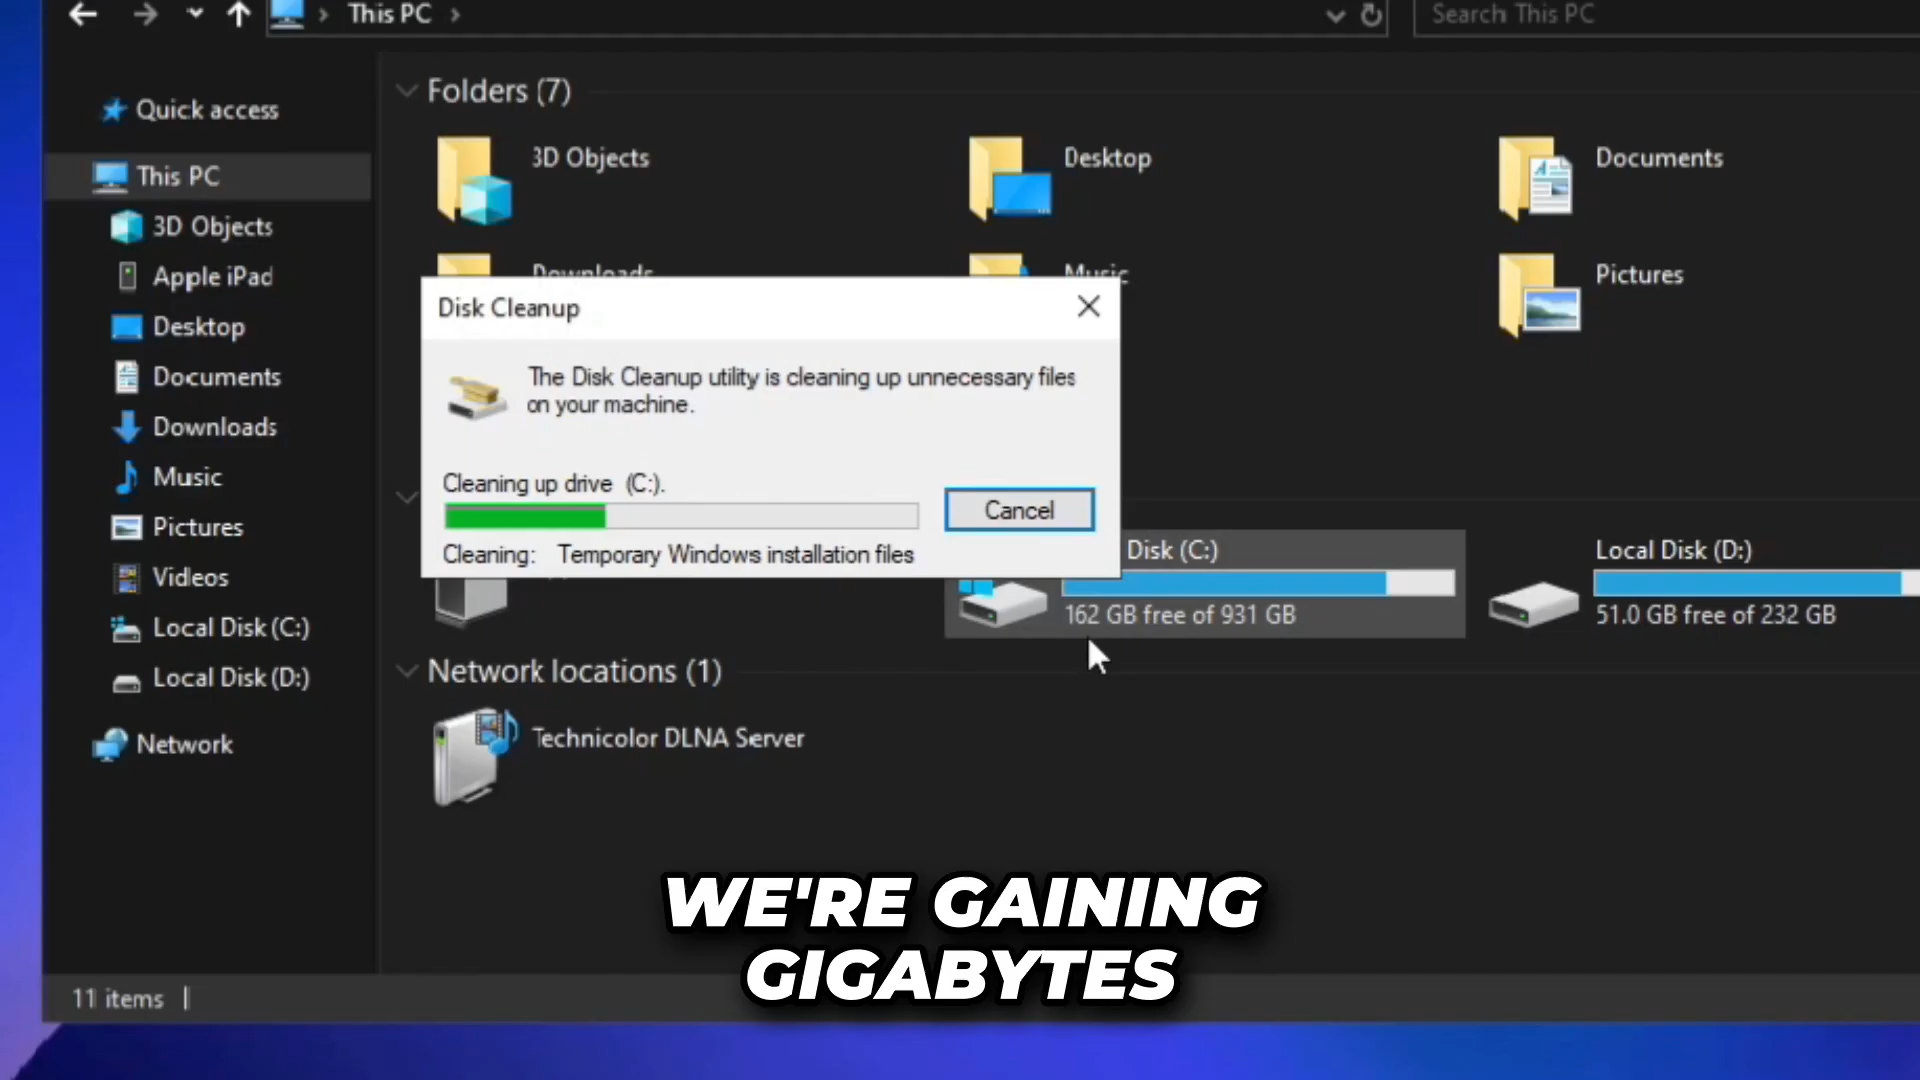 This PC
Search This PC
Quick access
This PC
3D Objects
Apple iPad
Desktop
Documents
Downloads
Music
Pictures
Videos
Local Disk (C:)
Local Disk (D:)
Network
Folders (7)
3D Objects
Desktop
Documents
Downloads
Music
Pictures
Disk Cleanup
The Disk Cleanup utility is cleaning up unnecessary files
on your machine.
Cleaning up drive (C:).
Cancel
Cleaning: Temporary Windows installation files
Disk (C:)
162 GB free of 931 GB
Local Disk (D:)
51.0 GB free of 232 GB
Network locations (1)
Technicolor DLNA Server
WE'RE GAINING
GIGABYTES
11 items